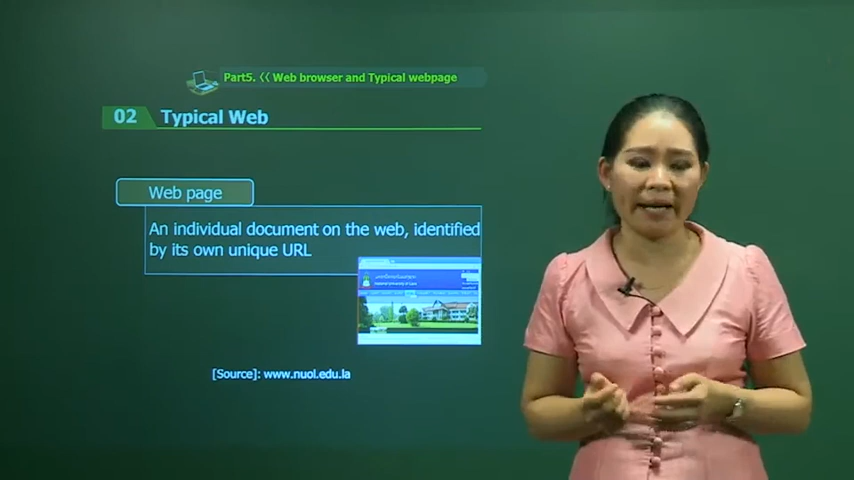 Part5. 《 Web browser and Typical webpage
02 Typical Web
Web page
An individual document on the web, identified
by its own unique URL
[Source]: www.nuol.edu.la